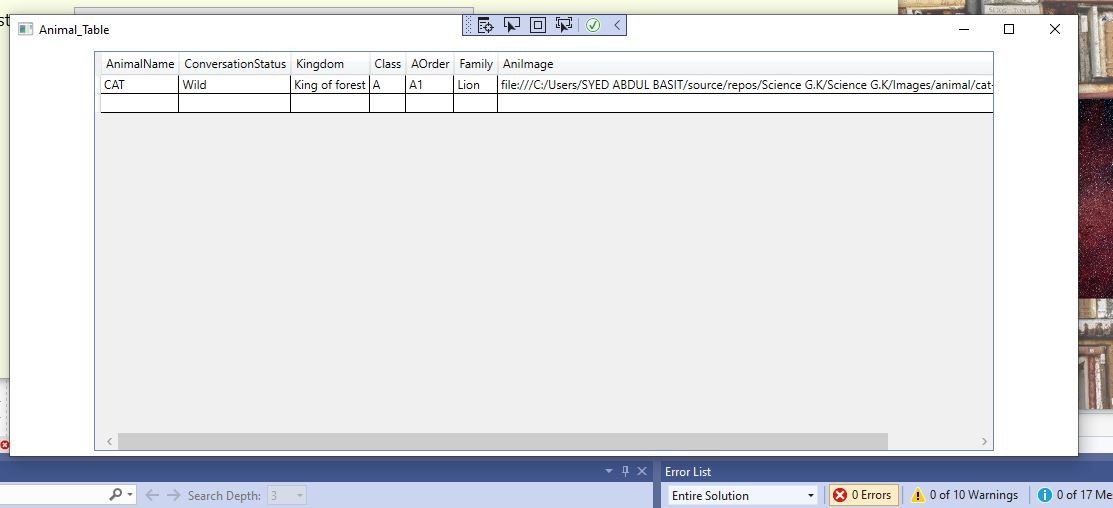 st
Animal_Table
AnimalName ConversationStatus Kingdom Class AOrder Family AniImage
CAT Wild King of forest A A1 Lion file:///C:/Users/SYED ABDUL BASIT/source/repos/Science G.K/Science G.K/Images/animal/cat-
Error List
Search Depth: 3 Entire Solution 0 Errors 0 of 10 Warnings 0 of 17 Me